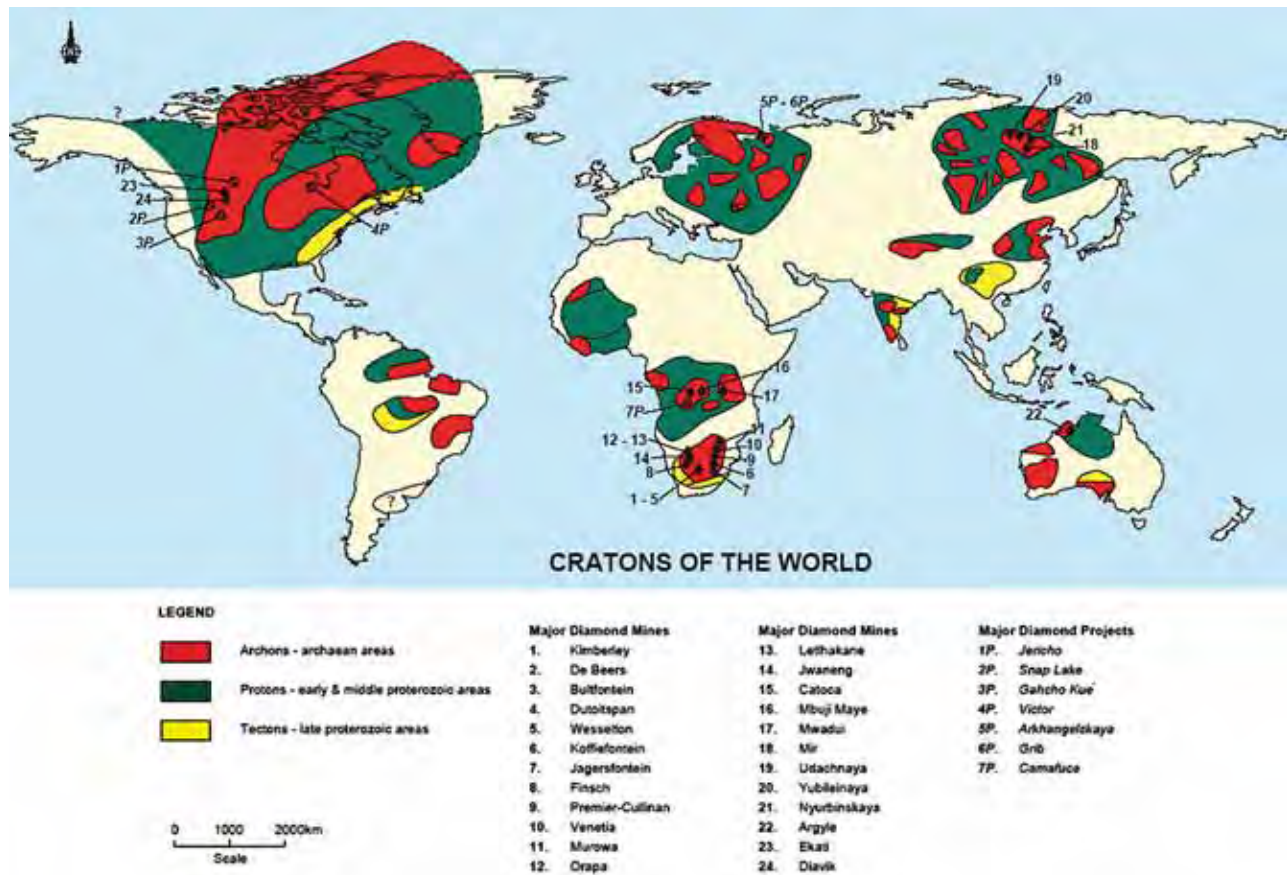 ?
19
20
5P - 6P
21
18
1P
23
24
2P
3P
4P
16
15
17
7P
22
11
12 - 13
10
14
9
8
6
7
1 - 5
?
CRATONS OF THE WORLD
LEGEND
Archons - archaean areas
Protons - early & middle proterozoic areas
Tectons - late proterozoic areas
0 1000 2000km
Scale
Major Diamond Mines
1. Kimberley
2. De Beers
3. Bultfontein
4. Dutoitspan
5. Wesselton
6. Koffiefontein
7. Jagersfontein
8. Finsch
9. Premier-Cullinan
10. Venetia
11. Murowa
12. Orapa
Major Diamond Mines
13. Letlhakane
14. Jwaneng
15. Catoca
16. Mbuji Maye
17. Mwadui
18. Mir
19. Udachnaya
20. Yubileinaya
21. Nyurbinskaya
22. Argyle
23. Ekati
24. Diavik
Major Diamond Projects
1P. Jericho
2P. Snap Lake
3P. Gahcho Kué
4P. Victor
5P. Arkhangelskaya
6P. Grib
7P. Camafuca